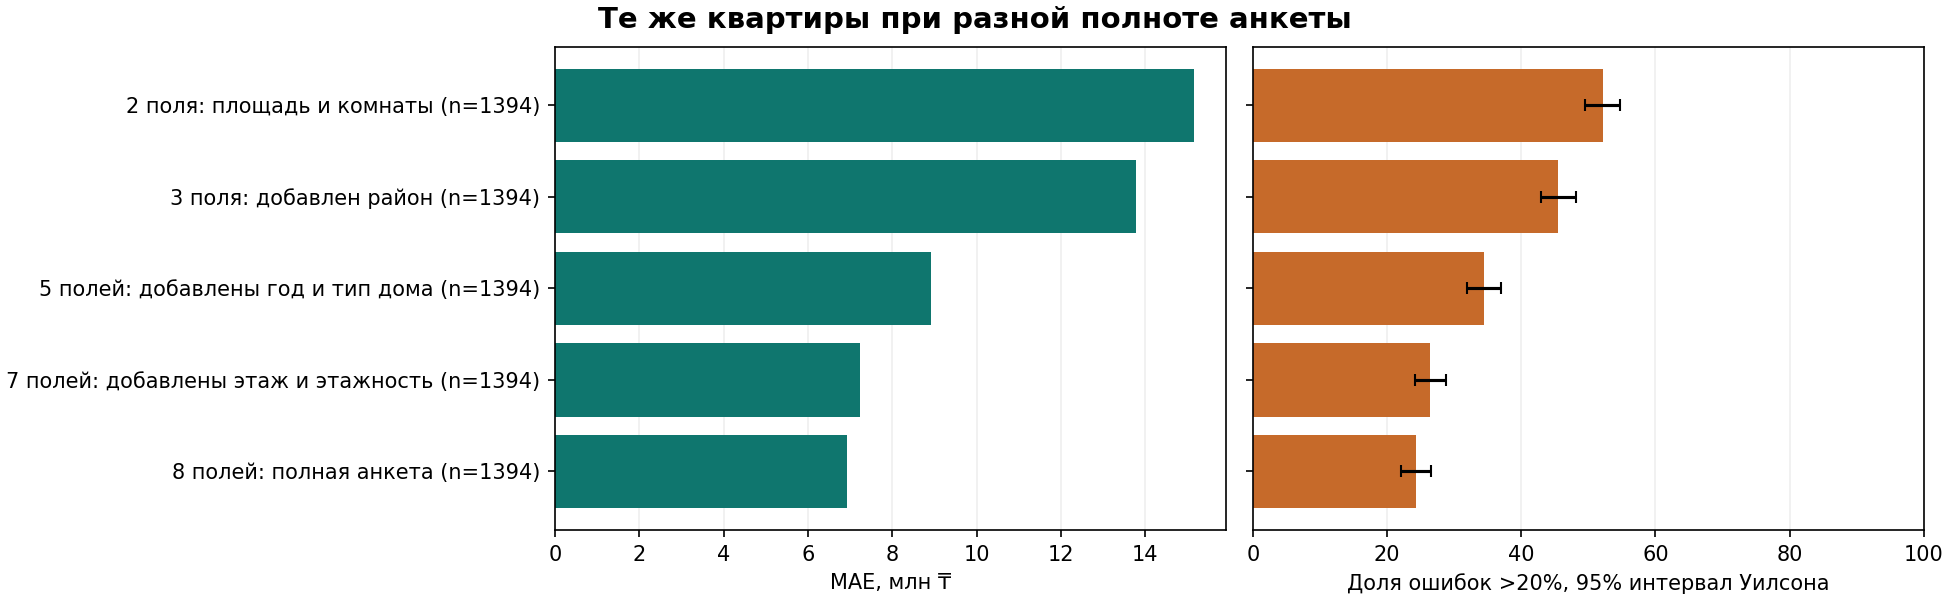 Те же квартиры при разной полноте анкеты
2 поля: площадь и комнаты (n=1394)
3 поля: добавлен район (n=1394)
5 полей: добавлены год и тип дома (n=1394)
7 полей: добавлены этаж и этажность (n=1394)
8 полей: полная анкета (n=1394)
0 2 4 6 8 10 12 14
MAE, млн ₸
0 20 40 60 80 100
Доля ошибок >20%, 95% интервал Уилсона